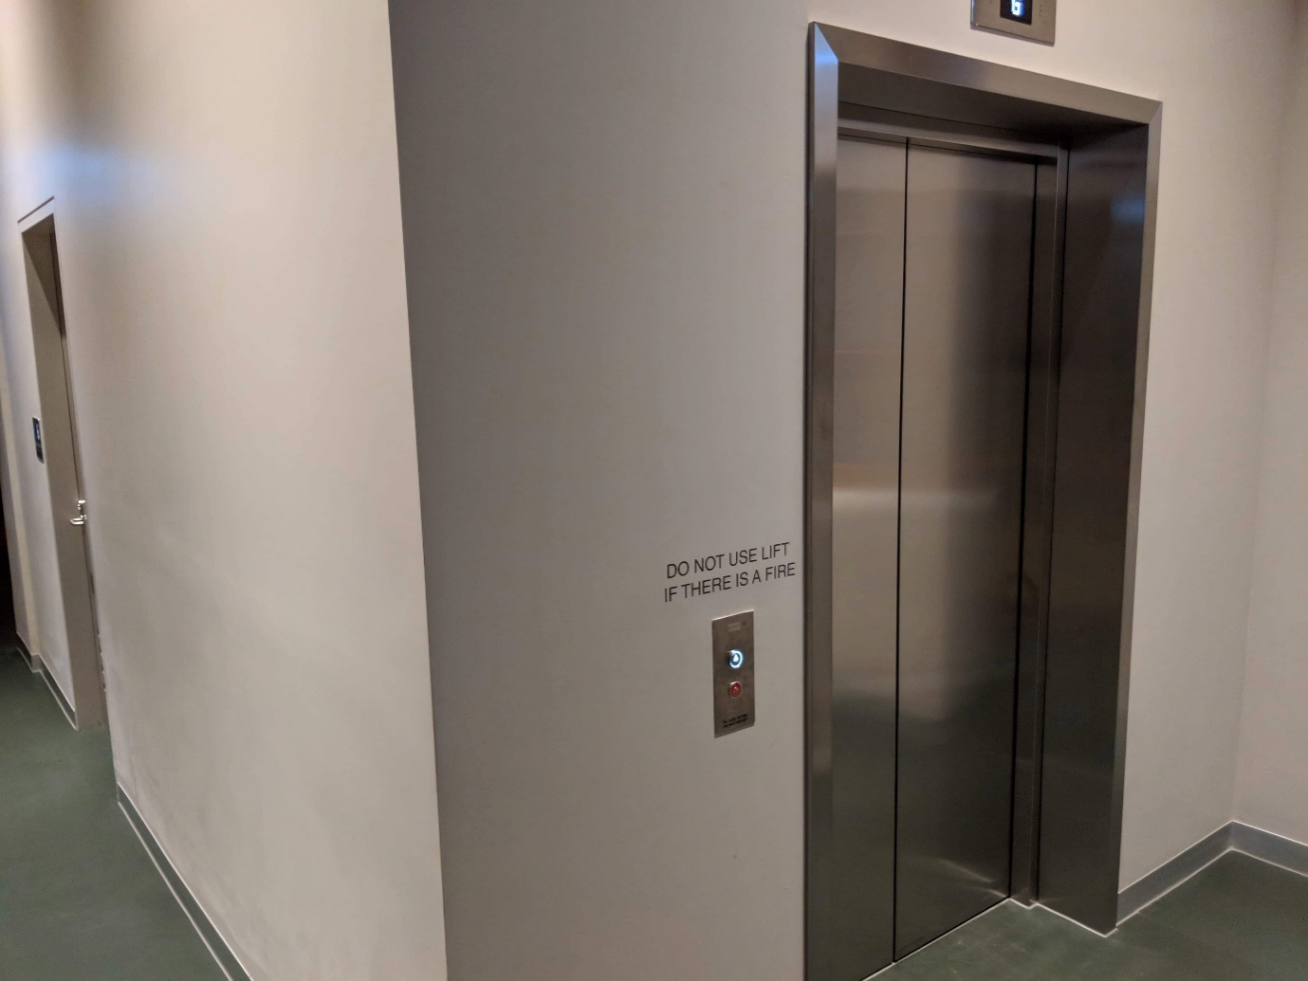 DO NOT USE LIFT
IF THERE IS A FIRE